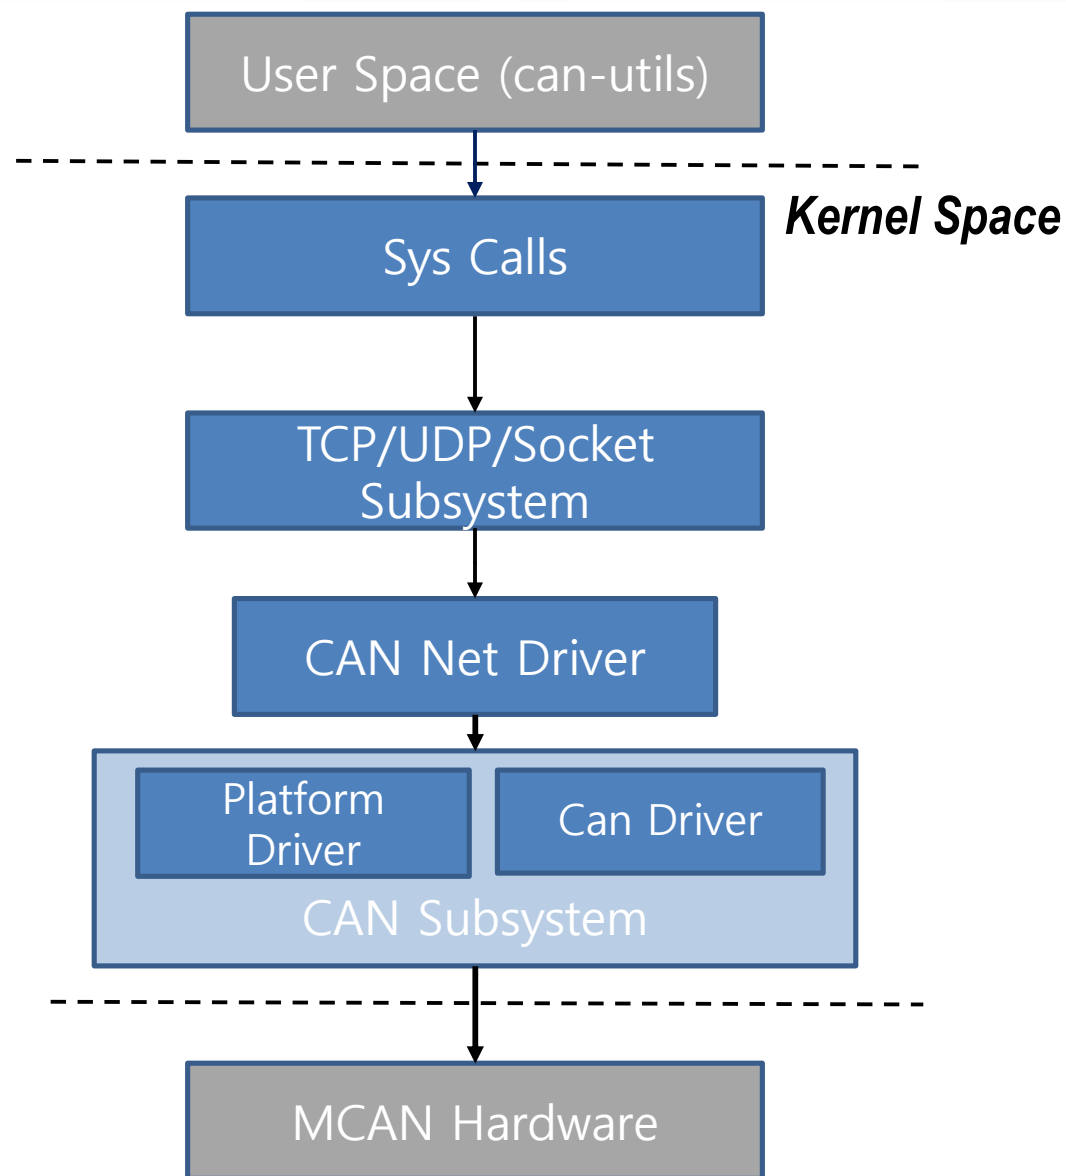 User Space (can-utils)
Kernel Space
Sys Calls
TCP/UDP/Socket
Subsystem
CAN Net Driver
Platform
Driver
Can Driver
CAN Subsystem
MCAN Hardware